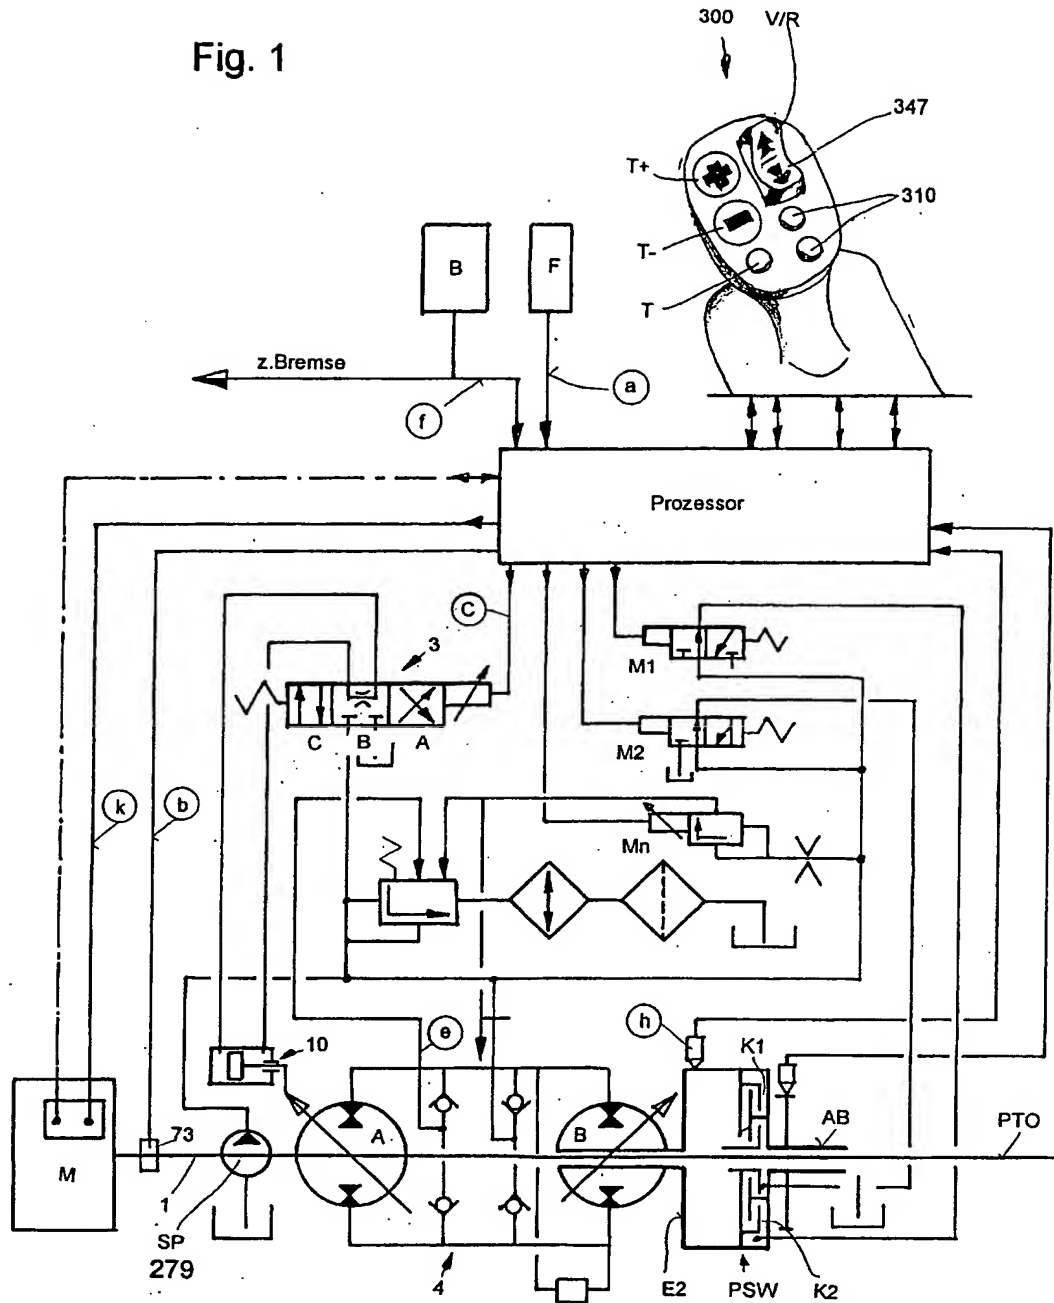 Fig. 1
300
V/R
347
T+
310
T-
T
B
F
z.Bremse
a
f
Prozessor
C
3
M1
C
B
A
M2
k
b
Mn
e
h
10
K1
AB
PTO
73
M
A
B
1
SP
279
4
E2
PSW
K2